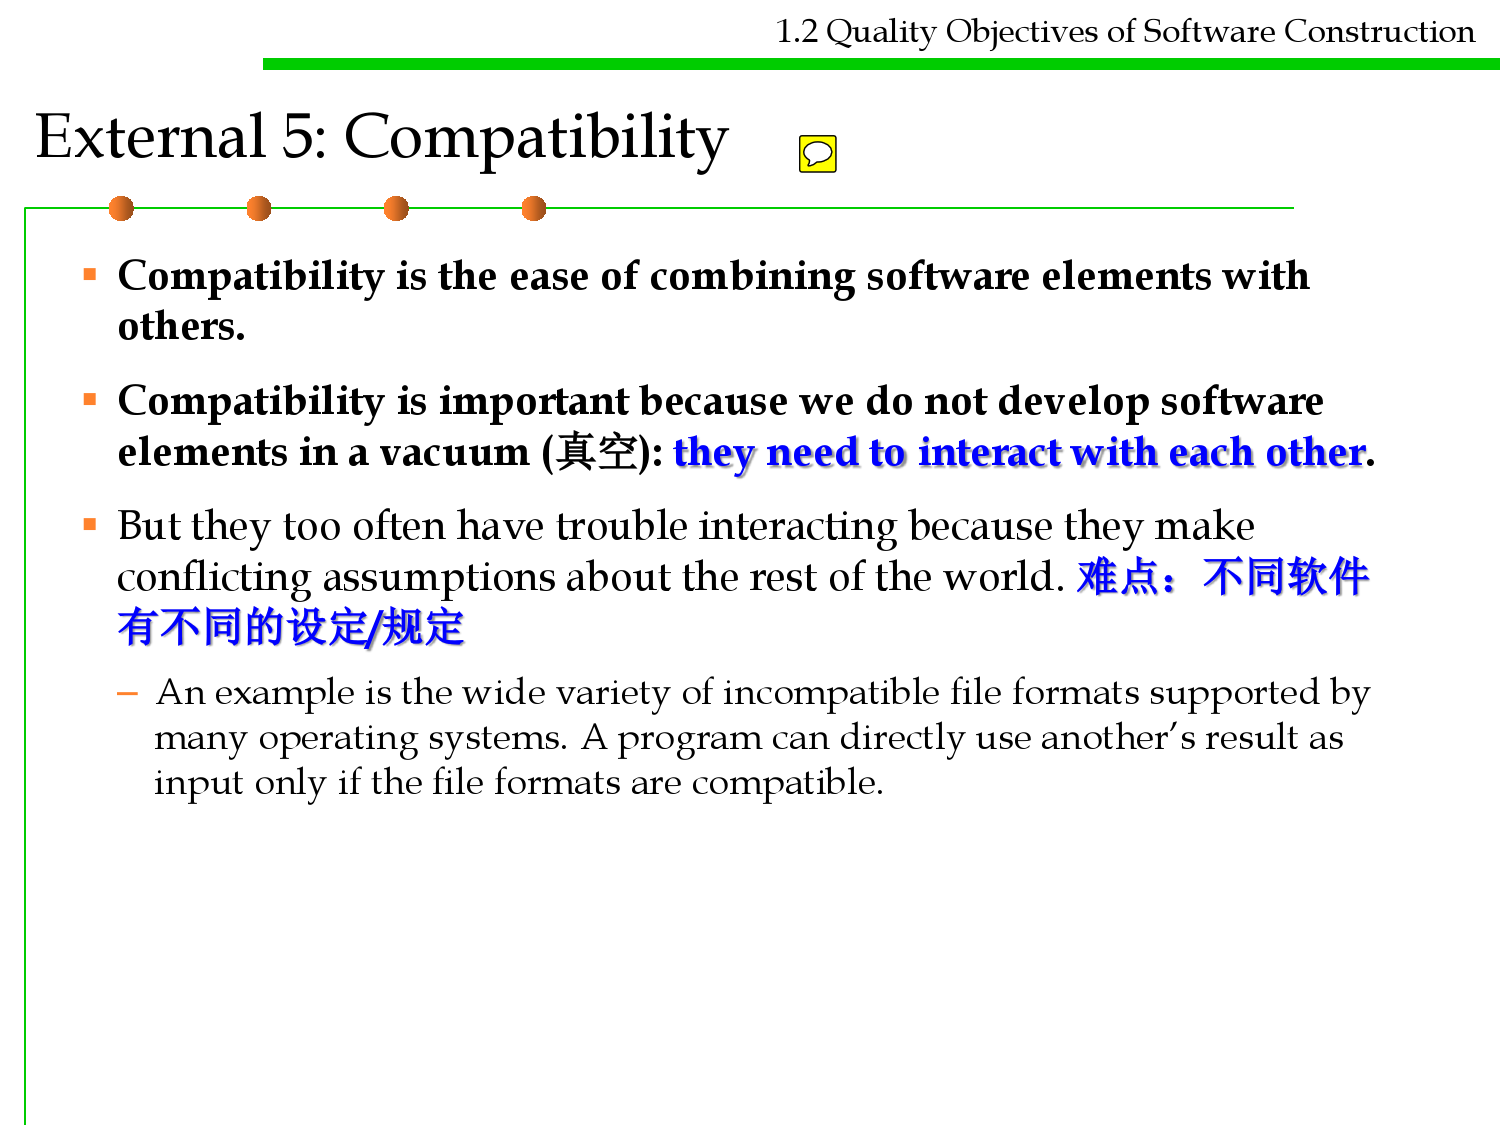 1.2 Quality Objectives of Software Construction
External 5: Compatibility
▪ Compatibility is the ease of combining software elements with
others.
▪ Compatibility is important because we do not develop software
elements in a vacuum (真空): they need to interact with each other.
▪ But they too often have trouble interacting because they make
conflicting assumptions about the rest of the world. 难点：不同软件
有不同的设定/规定
– An example is the wide variety of incompatible file formats supported by
many operating systems. A program can directly use another’s result as
input only if the file formats are compatible.